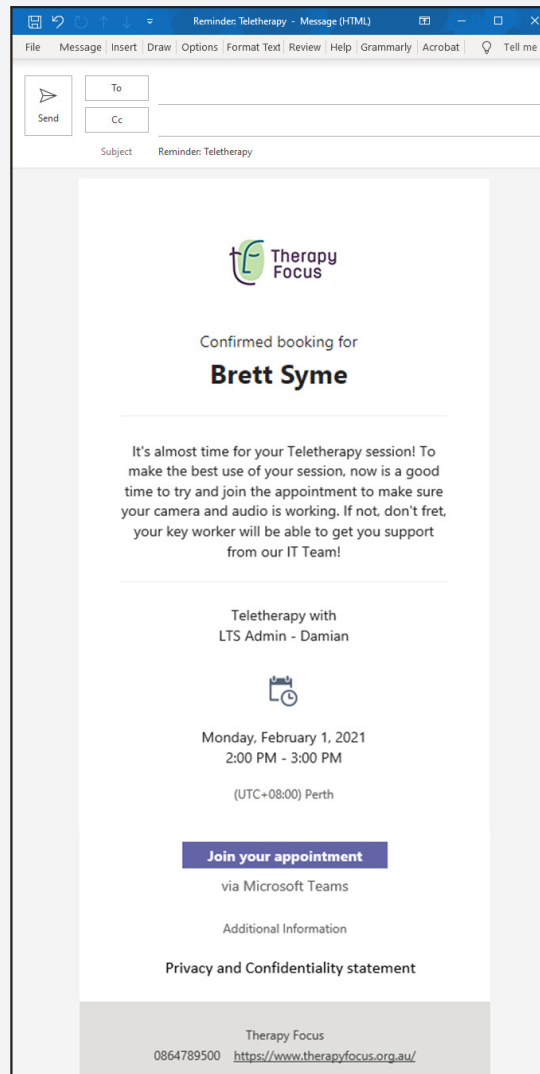 Reminder: Teletherapy - Message (HTML)
File Message Insert Draw Options Format Text Review Help Grammarly Acrobat Tell me
To
Send
Cc
Subject Reminder: Teletherapy
Therapy
Focus
Confirmed booking for
Brett Syme
It's almost time for your Teletherapy session! To
make the best use of your session, now is a good
time to try and join the appointment to make sure
your camera and audio is working. If not, don't fret,
your key worker will be able to get you support
from our IT Team!
Teletherapy with
LTS Admin - Damian
Monday, February 1, 2021
2:00 PM - 3:00 PM
(UTC+08:00) Perth
Join your appointment
via Microsoft Teams
Additional Information
Privacy and Confidentiality statement
Therapy Focus
0864789500 https://www.therapyfocus.org.au/